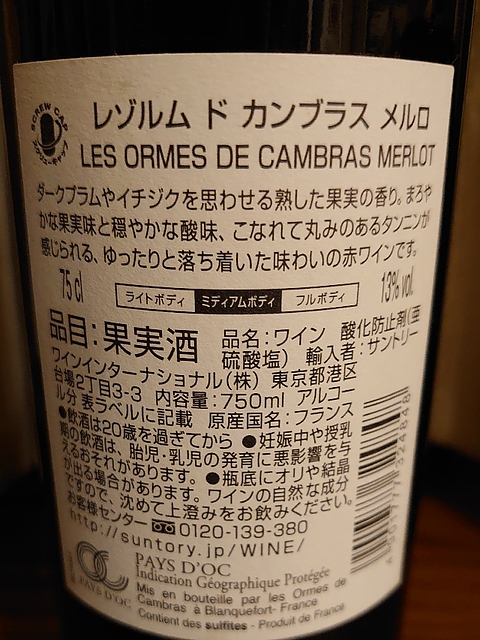 SCREW CAP
スクリューキャップ
レゾルム ド カンブラス メルロ
LES ORMES DE CAMBRAS MERLOT
ダークプラムやイチジクを思わせる熟した果実の香り。まろや
かな果実味と穏やかな酸味、こなれて丸みのあるタンニンが
感じられる、ゆったりと落ち着いた味わいの赤ワインです。
75cl
ライトボディ ミディアムボディ フルボディ
13% vol.
品目：果実酒 品名：ワイン 酸化防止剤(亜
硫酸塩) 輸入者：サントリー
ワインインターナショナル(株) 東京都港区
台場2丁目3-3 内容量：750ml アルコー
ル分 表ラベルに記載 原産国名：フランス
●飲酒は20歳を過ぎてから ●妊娠中や授乳
期の飲酒は、胎児・乳児の発育に悪影響を与
えるおそれがあります。 ●瓶底にオリや結晶
が出る場合があります。ワインの自然な成分
ですので、沈めて上澄みをお飲みください。
お客様センター 0120-139-380
http://suntory.jp/WINE/
PAYS D'OC
PAYS D'OC
Indication Géographique Protégée
Mis en bouteille par les Ormes de
Cambras à Blanquefort- France
Contient des sulfites - Produit de France